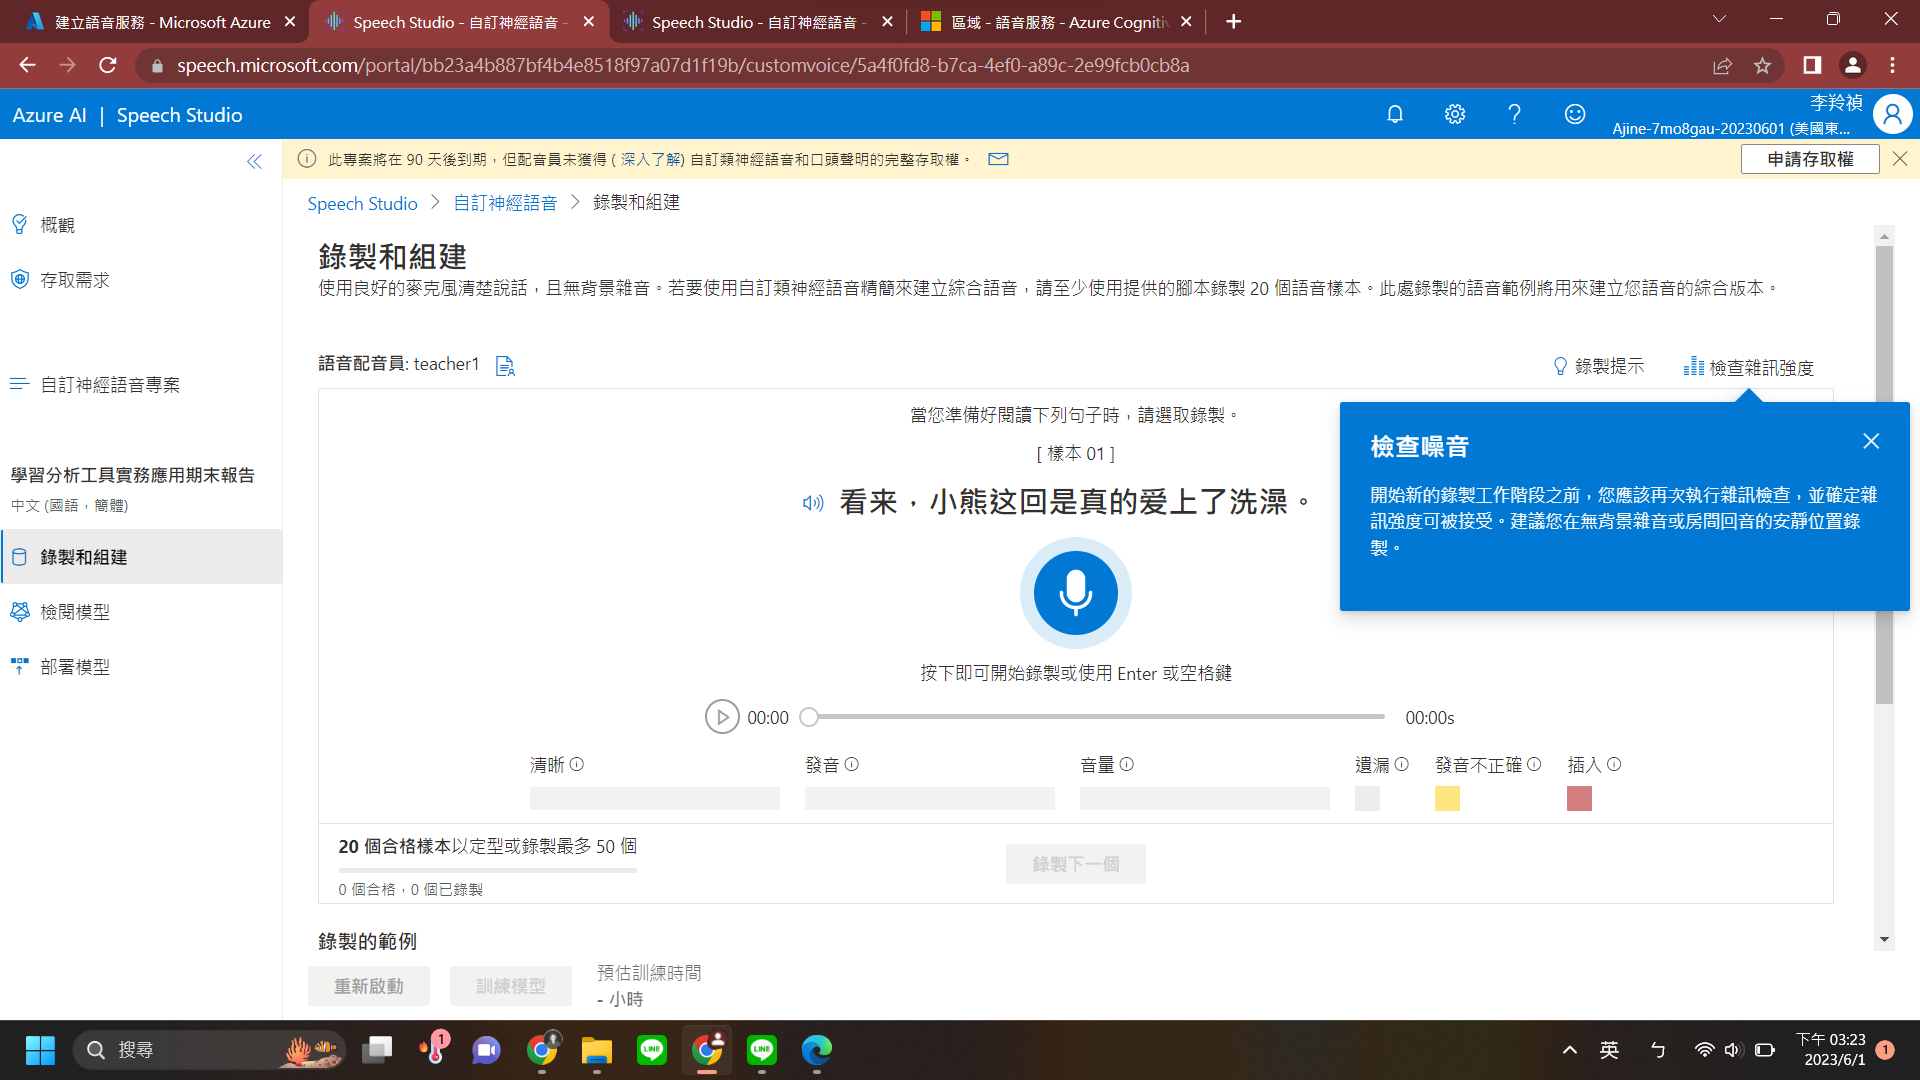 建立語音服務 - Microsoft Azure
Speech Studio - 自訂神經語音 -
Speech Studio - 自訂神經語音 -
區域 - 語音服務 - Azure Cogniti
speech.microsoft.com/portal/bb23a4b887bf4b4e8518f97a07d1f19b/customvoice/5a4f0fd8-b7ca-4ef0-a89c-2e99fcb0cb8a
Azure AI | Speech Studio
李羚禎
Ajine-7mo8gau-20230601 (美國東...
此專案將在 90 天後到期，但配音員未獲得 ( 深入了解) 自訂類神經語音和口頭聲明的完整存取權。
申請存取權
Speech Studio > 自訂神經語音 > 錄製和組建
概觀
存取需求
自訂神經語音專案
學習分析工具實務應用期末報告
中文 (國語，簡體)
錄製和組建
檢閱模型
部署模型
錄製和組建
使用良好的麥克風清楚說話，且無背景雜音。若要使用自訂類神經語音精簡來建立綜合語音，請至少使用提供的腳本錄製 20 個語音樣本。此處錄製的語音範例將用來建立您語音的綜合版本。
語音配音員: teacher1
錄製提示
檢查雜訊強度
當您準備好閱讀下列句子時，請選取錄製。
[ 樣本 01 ]
看来，小熊这回是真的爱上了洗澡。
檢查噪音
開始新的錄製工作階段之前，您應該再次執行雜訊檢查，並確定雜
訊強度可被接受。建議您在無背景雜音或房間回音的安靜位置錄
製。
按下即可開始錄製或使用 Enter 或空格鍵
00:00
00:00s
清晰
發音
音量
遺漏
發音不正確
插入
20 個合格樣本以定型或錄製最多 50 個
0 個合格，0 個已錄製
錄製下一個
錄製的範例
重新啟動
訓練模型
預估訓練時間
- 小時
搜尋
1
LINE
LINE
英
ㄅ
下午 03:23
2023/6/1
1